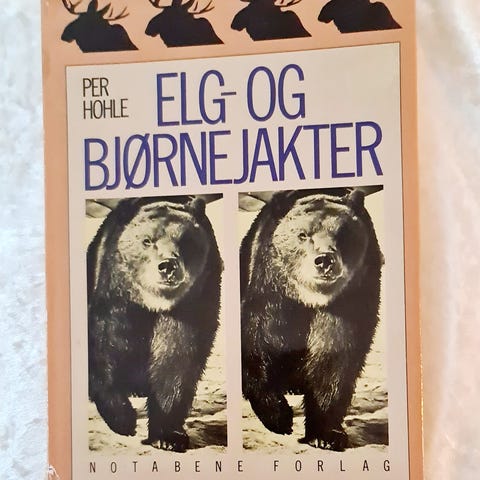 PER
HOHLE
ELG- OG
BJØRNEJAKTER
NOTABENE FORLAG